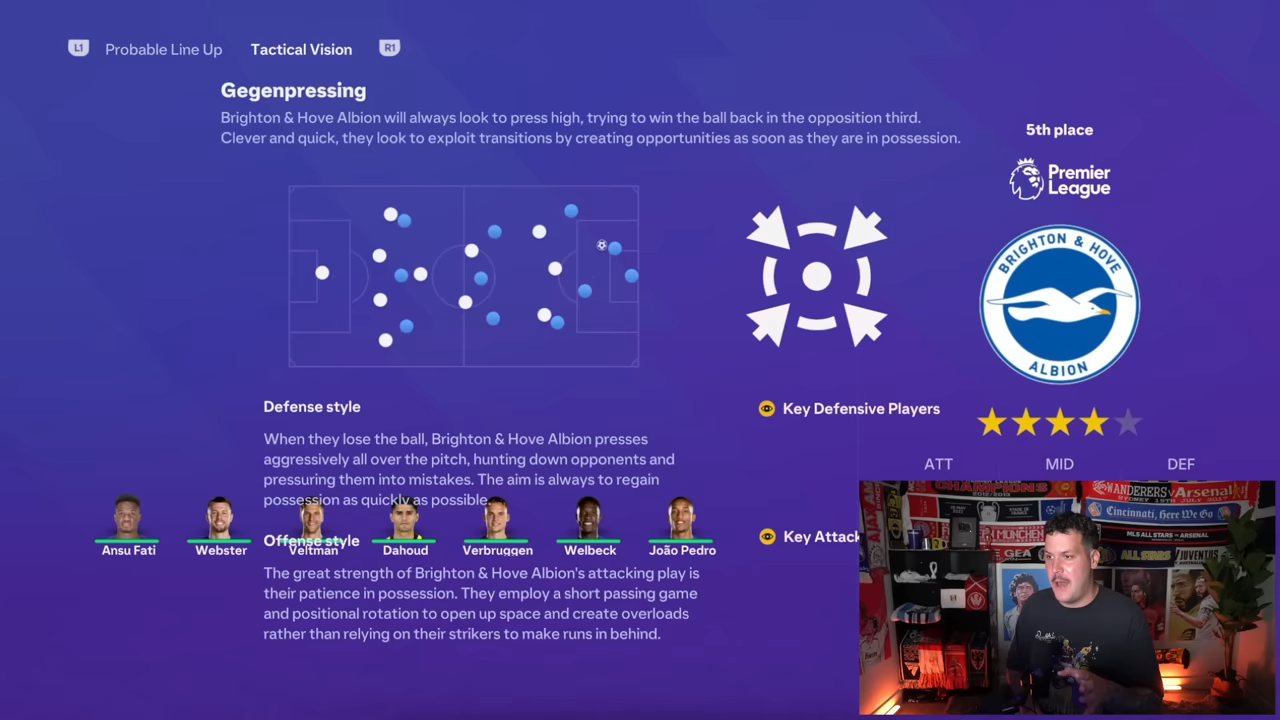 L1 Probable Line Up Tactical Vision R1
Gegenpressing
Brighton & Hove Albion will always look to press high, trying to win the ball back in the opposition third.
Clever and quick, they look to exploit transitions by creating opportunities as soon as they are in possession.
5th place
Premier
League
BRIGHTON & HOVE
ALBION
Defense style
Key Defensive Players
When they lose the ball, Brighton & Hove Albion presses
aggressively all over the pitch, hunting down opponents and
pressuring them into mistakes. The aim is always to regain
possession as quickly as possible.
ATT MID DEF
Ansu Fati Webster Veltman Dahoud Verbruggen Welbeck João Pedro
Offense style
Key Attack
The great strength of Brighton & Hove Albion's attacking play is
their patience in possession. They employ a short passing game
and positional rotation to open up space and create overloads
rather than relying on their strikers to make runs in behind.
CHAMPIONS
WANDERERS v Arsenal
Cincinnati, Here We Go
MLS ALL-STARS - ARSENAL
ALL STARS JUVENTUS